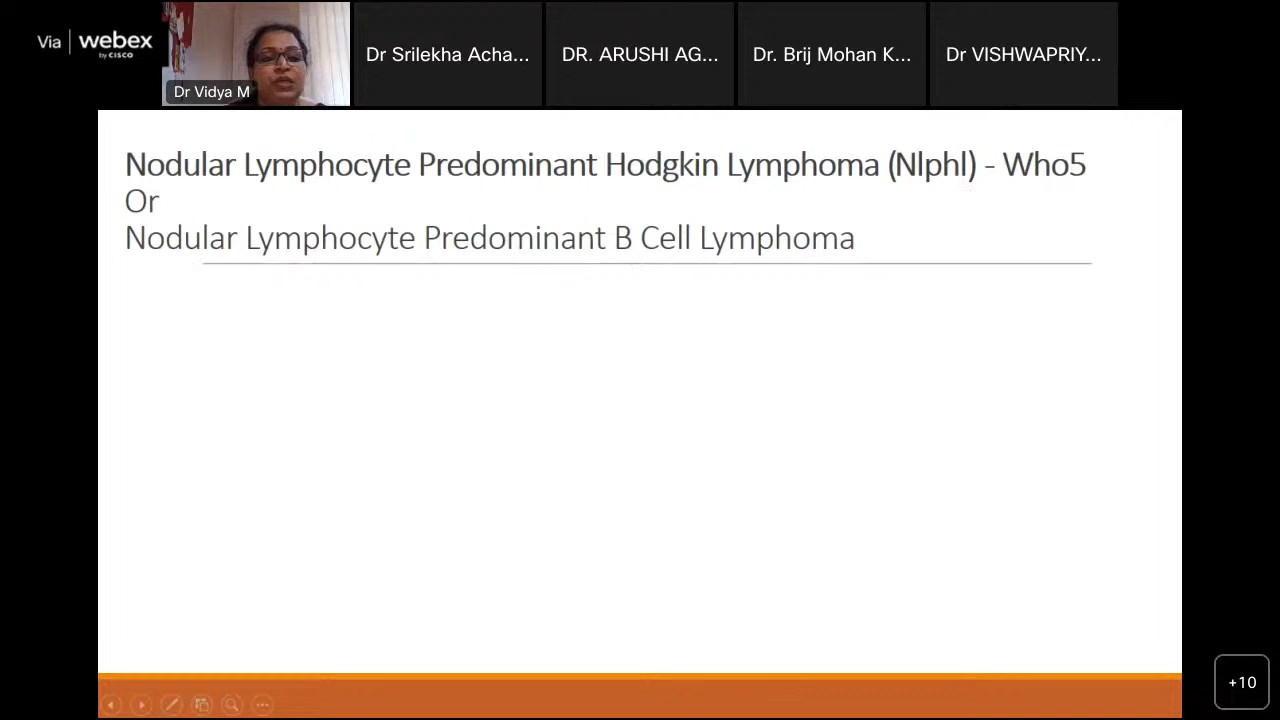 Via webex
by CISCO
Dr Vidya M
Dr Srilekha Acha...
DR. ARUSHI AG...
Dr. Brij Mohan K...
Dr VISHWAPRIY...
Nodular Lymphocyte Predominant Hodgkin Lymphoma (Nlphl) - Who5
Or
Nodular Lymphocyte Predominant B Cell Lymphoma
+10